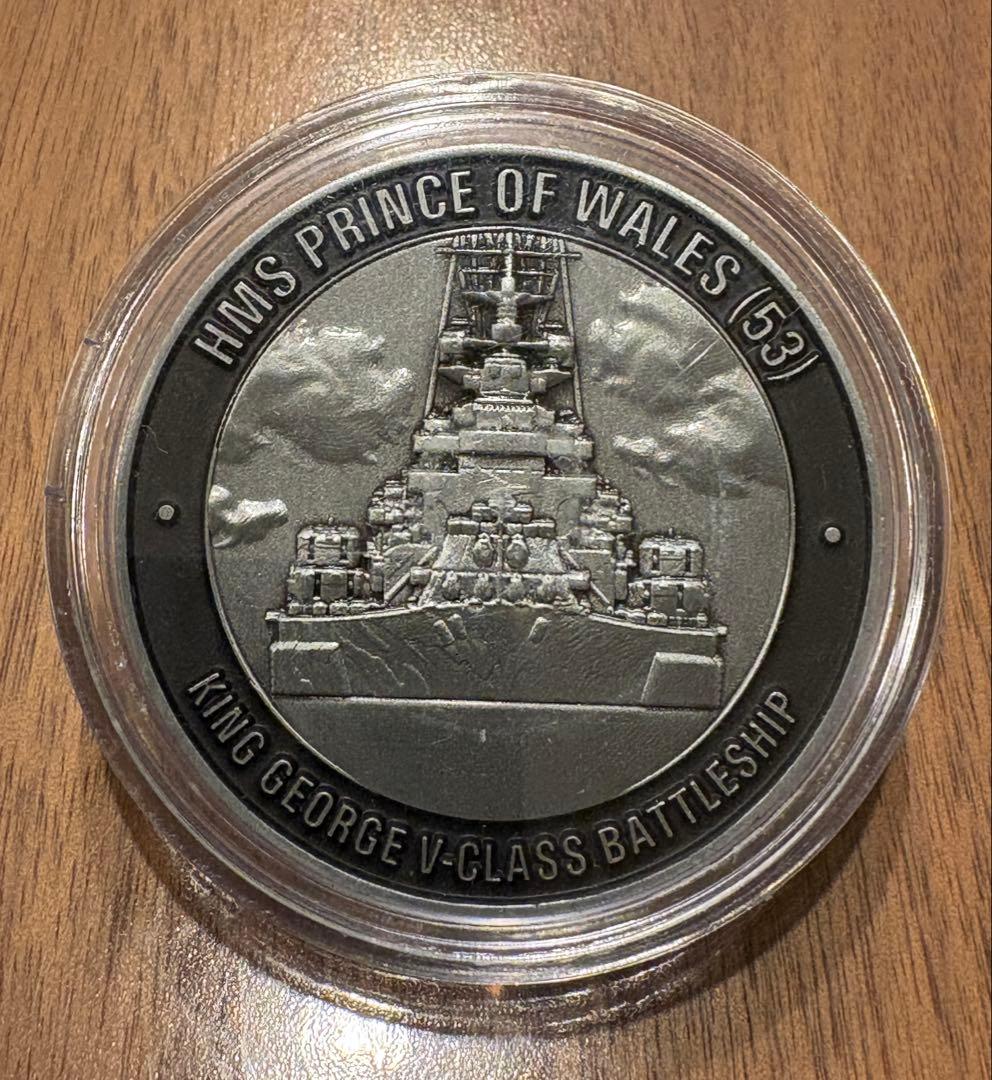 HMS PRINCE OF WALES (53)
KING GEORGE V-CLASS BATTLESHIP